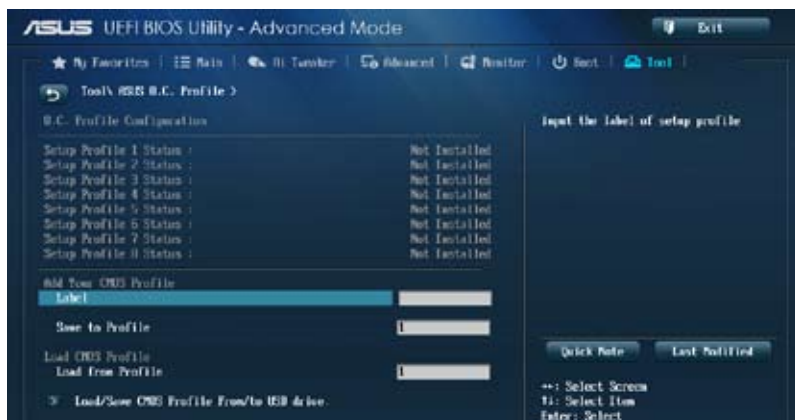 ASUS UEFI BIOS Utility - Advanced Mode
Exit
My Favorites | Main | Ai Tweaker | Advanced | Monitor | Boot | Tool
Tool\ ASUS O.C. Profile >
O.C. Profile Configuration
Input the label of setup profile
Setup Profile 1 Status : Not Installed
Setup Profile 2 Status : Not Installed
Setup Profile 3 Status : Not Installed
Setup Profile 4 Status : Not Installed
Setup Profile 5 Status : Not Installed
Setup Profile 6 Status : Not Installed
Setup Profile 7 Status : Not Installed
Setup Profile 8 Status : Not Installed
Add Your CMOS Profile
Label
Save to Profile 1
Load CMOS Profile
Load from Profile 1
> Load/Save CMOS Profile From/to USB drive.
Quick Note
Last Modified
→←: Select Screen
↑↓: Select Item
Enter: Select